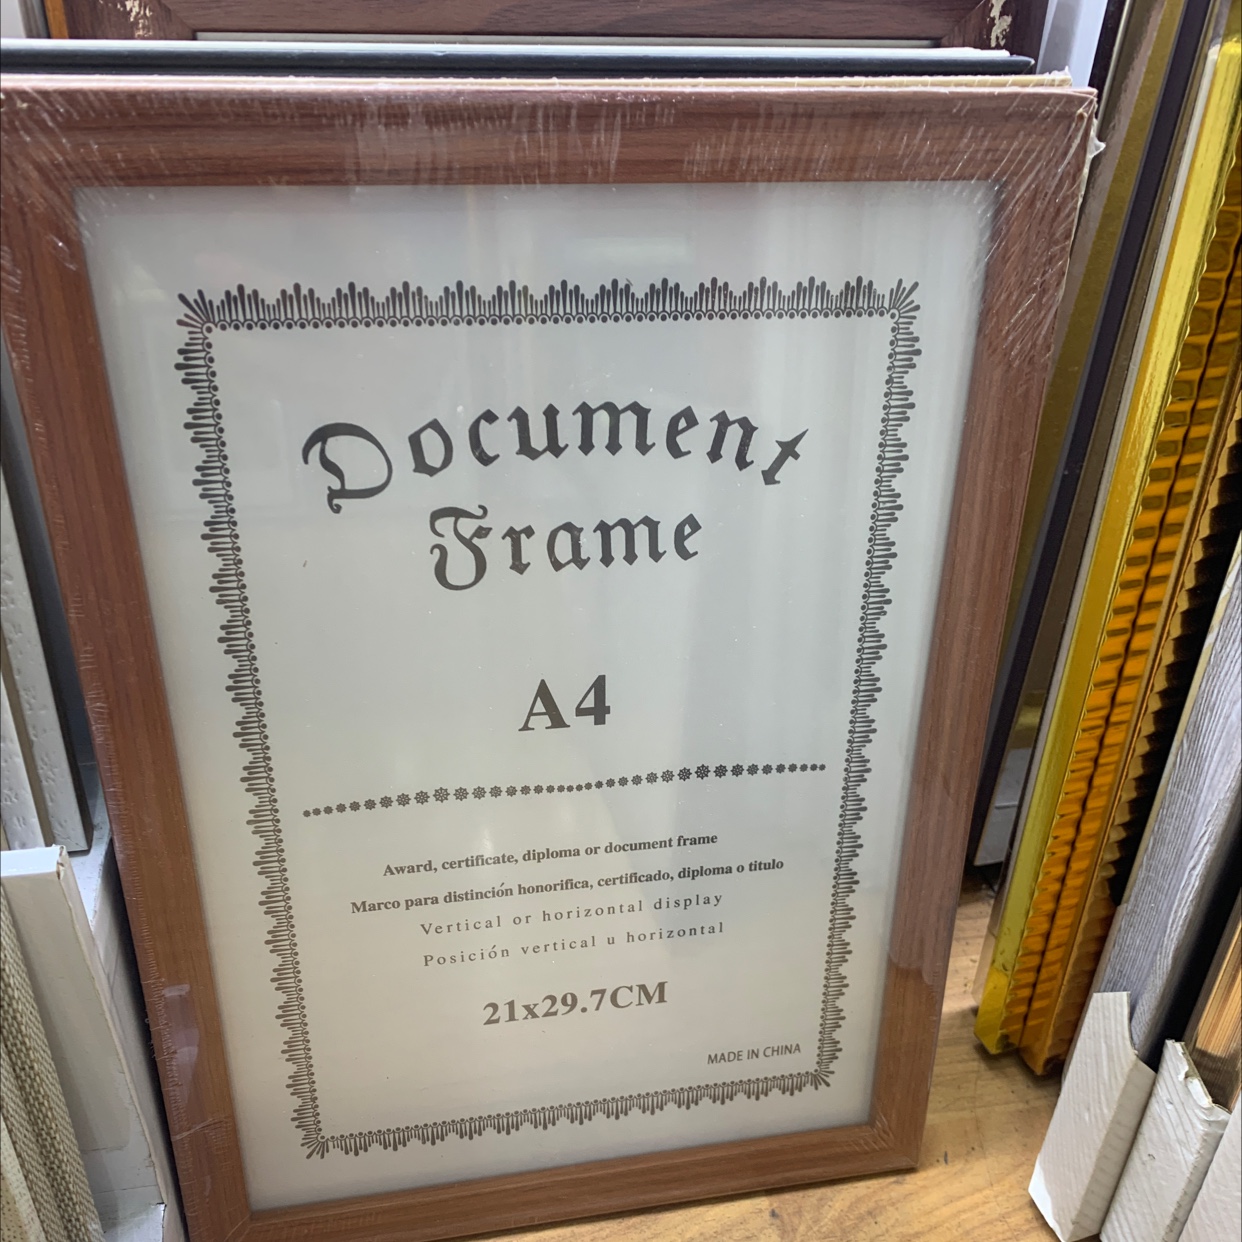 Document
Frame
A4
Award, certificate, diploma or document frame
Marco para distinción honorifica, certificado, diploma o titulo
Vertical or horizontal display
Posición vertical u horizontal
21x29.7CM
MADE IN CHINA